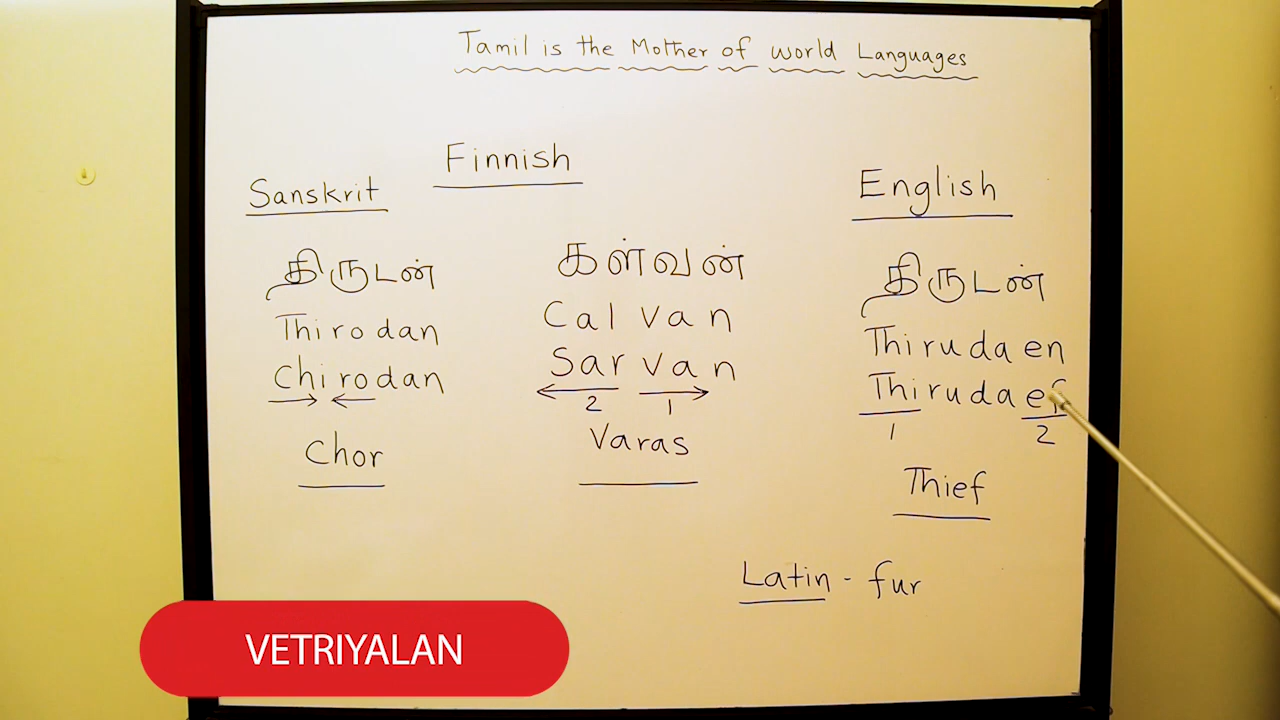 Tamil is the Mother of world Languages
Sanskrit
திருடன்
Thirodan
Chirodan
Chor
Finnish
கள்வன்
Calvan
Sarvan
2 1
Varas
English
திருடன்
Thirudaen
Thirudaef
1 2
Thief
Latin - fur
VETRIYALAN